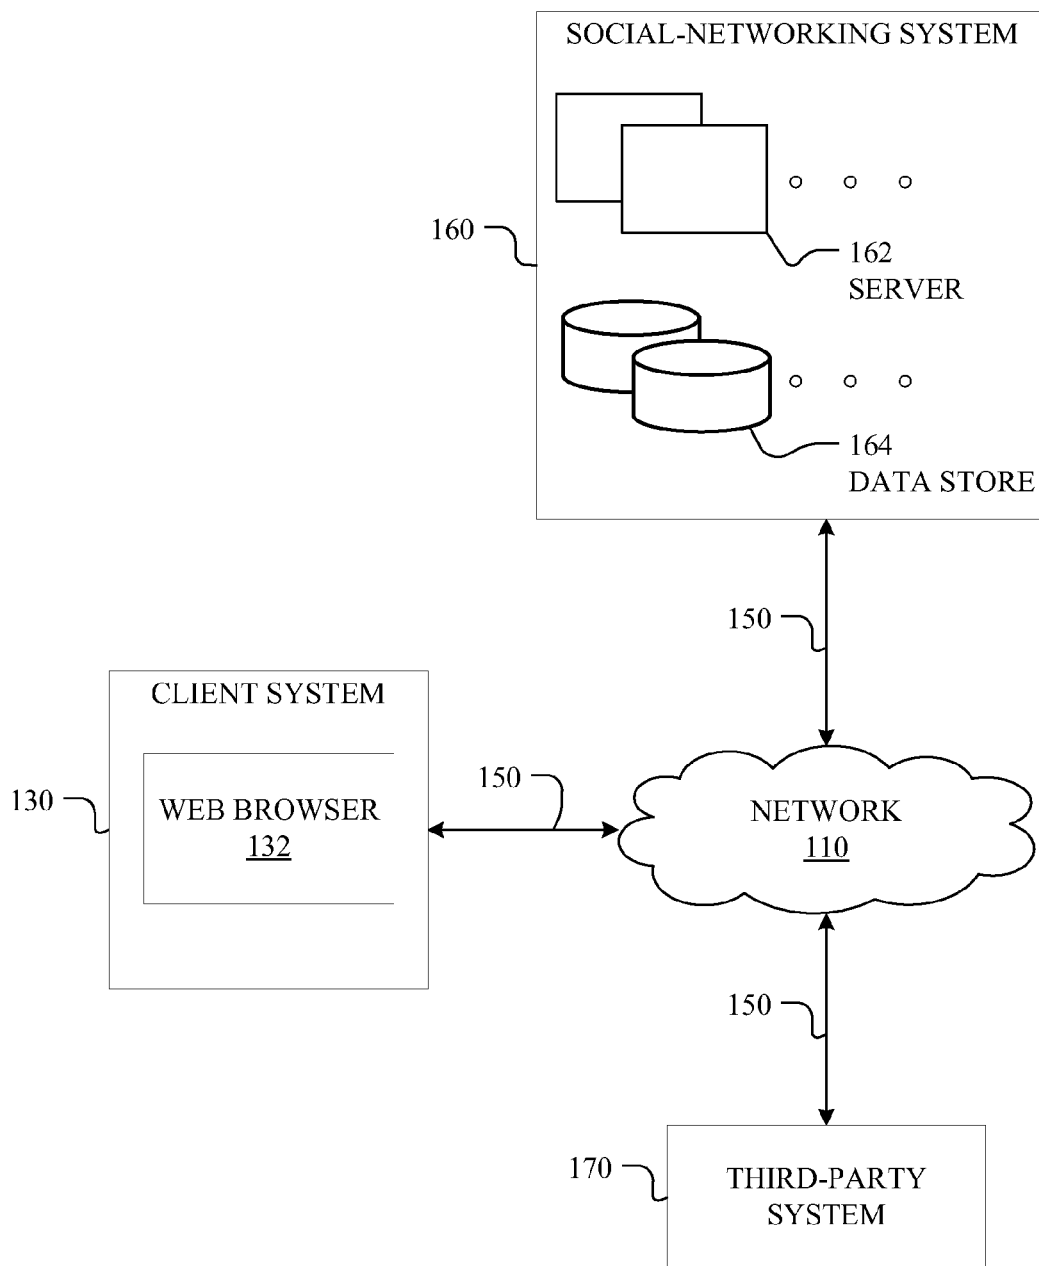 SOCIAL-NETWORKING SYSTEM
160
162
SERVER
164
DATA STORE
150
CLIENT SYSTEM
130
WEB BROWSER
132
150
NETWORK
110
150
170
THIRD-PARTY
SYSTEM